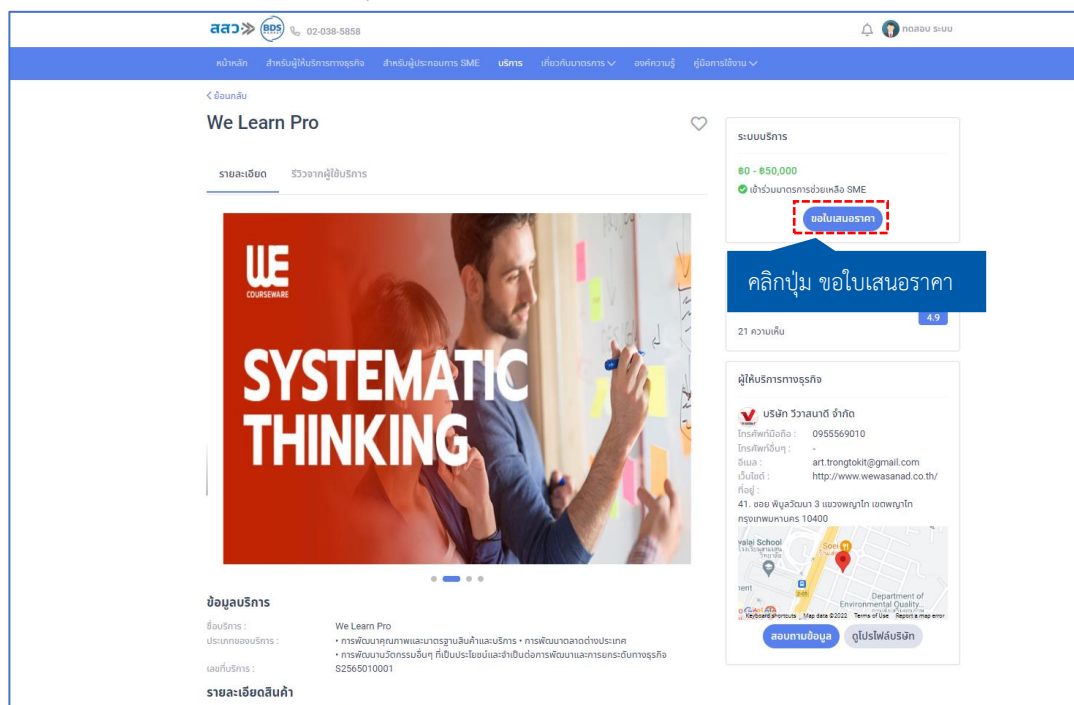 สสว BDS 02-038-5858
ทดสอบ ระบบ
หน้าหลัก สำหรับผู้ให้บริการทางธุรกิจ สำหรับผู้ประกอบการ SME บริการ เกี่ยวกับมาตรการ องค์ความรู้ คู่มือการใช้งาน
< ย้อนกลับ
We Learn Pro
รายละเอียด รีวิวจากผู้ใช้บริการ
WE
COURSEWARE
SYSTEMATIC
THINKING
ข้อมูลบริการ
ชื่อบริการ : We Learn Pro
ประเภทของบริการ : • การพัฒนาคุณภาพและมาตรฐานสินค้าและบริการ • การพัฒนาตลาดต่างประเทศ
• การพัฒนานวัตกรรมอื่นๆ ที่เป็นประโยชน์และจำเป็นต่อการพัฒนาและการยกระดับทางธุรกิจ
เลขที่บริการ : S2565010001
รายละเอียดสินค้า
ระบบบริการ
฿0 - ฿50,000
เข้าร่วมมาตรการช่วยเหลือ SME
ขอใบเสนอราคา
คลิกปุ่ม ขอใบเสนอราคา
4.9
21 ความเห็น
ผู้ให้บริการทางธุรกิจ
บริษัท วีวาสนาดี จำกัด
โทรศัพท์มือถือ : 0955569010
โทรศัพท์อื่นๆ : -
อีเมล : art.trongtokit@gmail.com
เว็บไซต์ : http://www.wewasanad.co.th/
ที่อยู่ :
41. ซอย พิบูลวัฒนา 3 แขวงพญาไท เขตพญาไท
กรุงเทพมหานคร 10400
valai School
Soei
Department of
Environmental Quality...
Keyboard shortcuts Map data ©2022 Terms of Use Report a map error
สอบถามข้อมูล ดูโปรไฟล์บริษัท